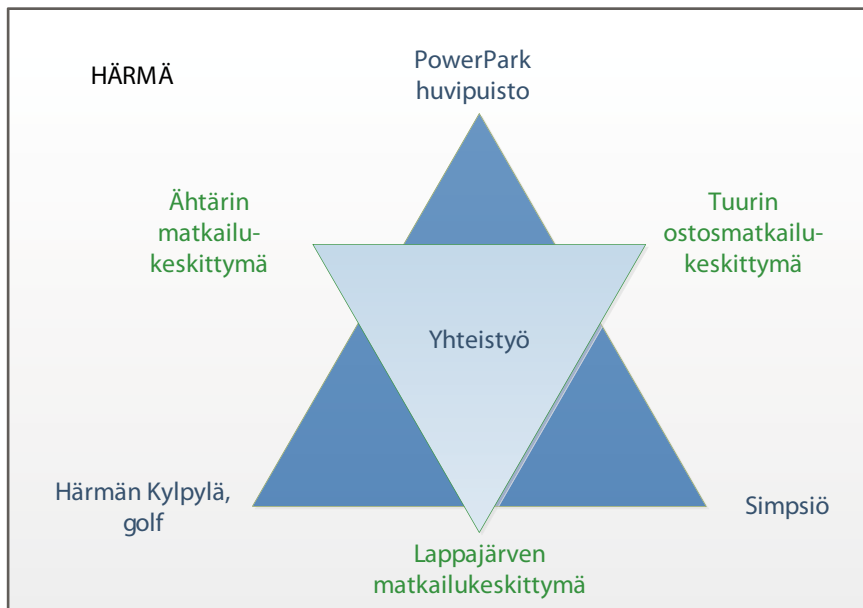 HÄRMÄ
PowerPark
huvipuisto
Ähtärin
matkailu-
keskittymä
Tuurin
ostosmatkailu-
keskittymä
Yhteistyö
Härmän Kylpylä,
golf
Simpsiö
Lappajärven
matkailukeskittymä